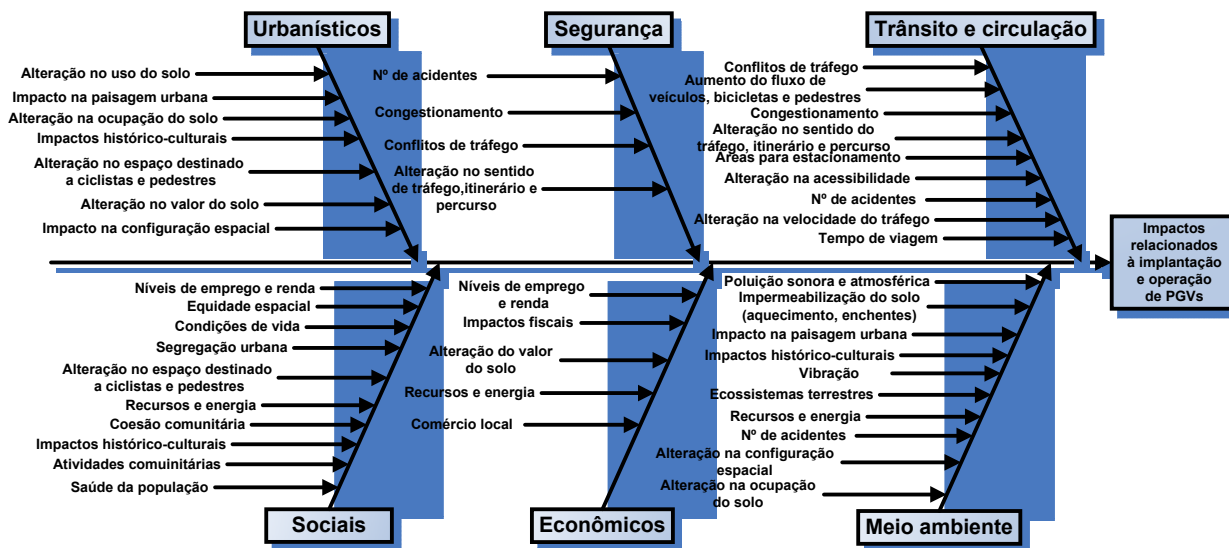 Urbanísticos
Alteração no uso do solo
Impacto na paisagem urbana
Alteração na ocupação do solo
Impactos histórico-culturais
Alteração no espaço destinado
a ciclistas e pedestres
Alteração no valor do solo
Impacto na configuração espacial
Segurança
Nº de acidentes
Congestionamento
Conflitos de tráfego
Alteração no sentido
de tráfego,itinerário e
percurso
Trânsito e circulação
Conflitos de tráfego
Aumento do fluxo de
veículos, bicicletas e pedestres
Congestionamento
Alteração no sentido do
tráfego, itinerário e percurso
Áreas para estacionamento
Alteração na acessibilidade
Nº de acidentes
Alteração na velocidade do tráfego
Tempo de viagem
Impactos
relacionados
à implantação
e operação
de PGVs
Níveis de emprego e renda
Equidade espacial
Condições de vida
Segregação urbana
Alteração no espaço destinado
a ciclistas e pedestres
Recursos e energia
Coesão comunitária
Impactos histórico-culturais
Atividades comuinitárias
Saúde da população
Sociais
Níveis de emprego
e renda
Impactos fiscais
Alteração do valor
do solo
Recursos e energia
Comércio local
Econômicos
Poluição sonora e atmosférica
Impermeabilização do solo
(aquecimento, enchentes)
Impacto na paisagem urbana
Impactos histórico-culturais
Vibração
Ecossistemas terrestres
Recursos e energia
Nº de acidentes
Alteração na configuração
espacial
Alteração na ocupação
do solo
Meio ambiente